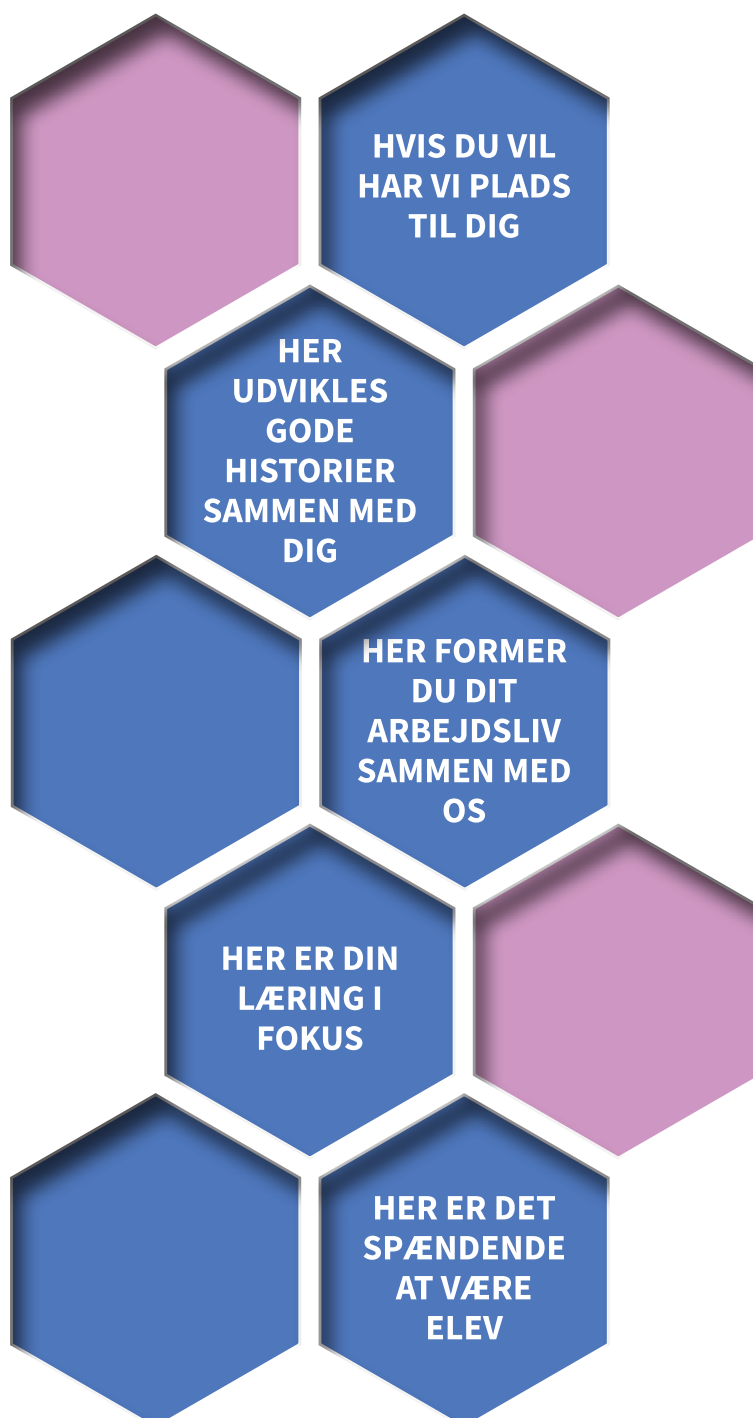 HVIS DU VIL
HAR VI PLADS
TIL DIG
HER
UDVIKLES
GODE
HISTORIER
SAMMEN MED
DIG
HER FORMER
DU DIT
ARBEJDSLIV
SAMMEN MED
OS
HER ER DIN
LÆRING I
FOKUS
HER ER DET
SPÆNDENDE
AT VÆRE
ELEV